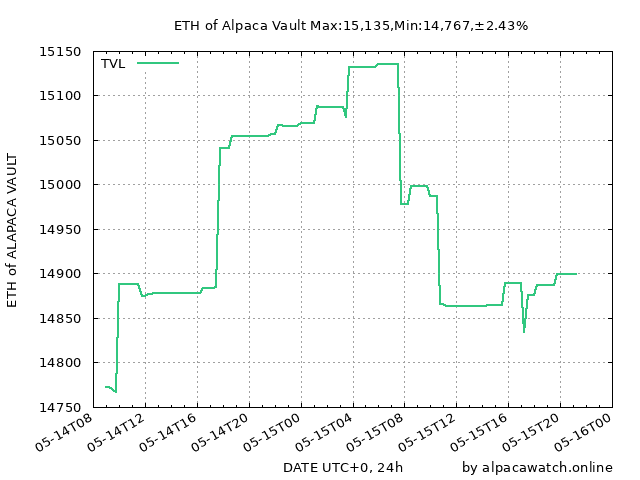 ETH of Alpaca Vault Max:15,135,Min:14,767,±2.43%
TVL
15150
15100
15050
15000
14950
14900
14850
14800
14750
ETH of ALAPACA VAULT
05-14T08
05-14T12
05-14T16
05-14T20
05-15T00
05-15T04
05-15T08
05-15T12
05-15T16
05-15T20
05-16T00
DATE UTC+0, 24h
by alpacawatch.online